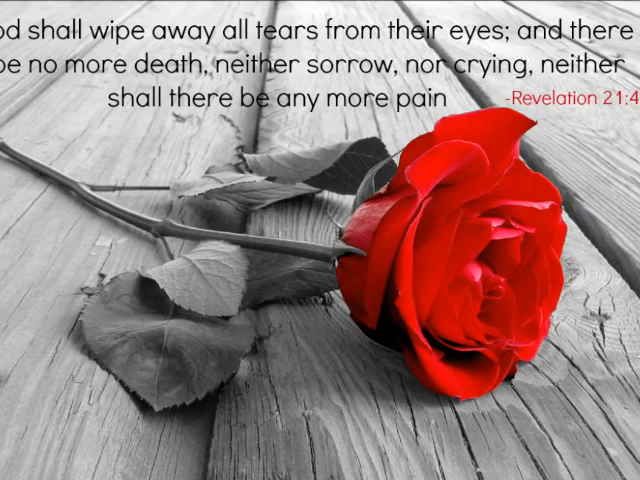 od shall wipe away all tears from their eyes; and there
be no more death, neither sorrow, nor crying, neither
shall there be any more pain -Revelation 21:4